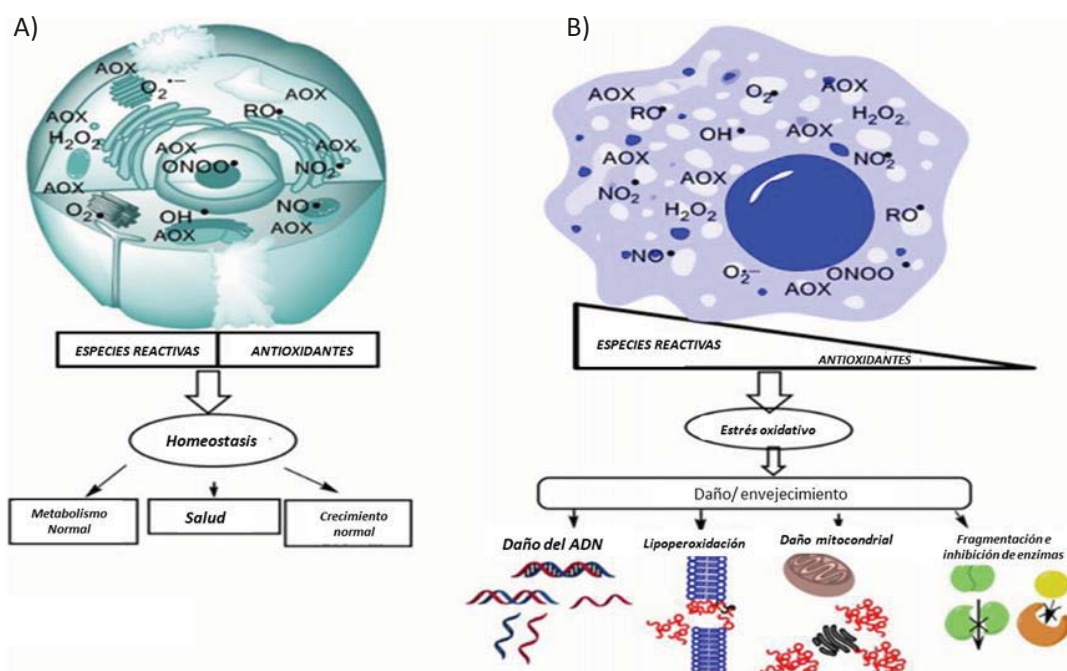 A)
AOX
O₂•–
AOX
RO•
AOX
H₂O₂
AOX
ONOO•
NO₂•
AOX
O₂•
OH •
NO•
AOX
AOX
ESPECIES REACTIVAS
ANTIOXIDANTES
Homeostasis
Metabolismo
Normal
Salud
Crecimiento
normal
B)
AOX
O₂•
AOX
RO•
H₂O₂
OH•
AOX
AOX
NO₂•
NO₂•
AOX
H₂O₂
RO•
NO•
O₂•–
ONOO•
AOX
ESPECIES REACTIVAS
ANTIOXIDANTES
Estrés oxidativo
Daño/ envejecimiento
Daño del ADN
Lipoperoxidación
Daño mitocondrial
Fragmentación e
inhibición de enzimas